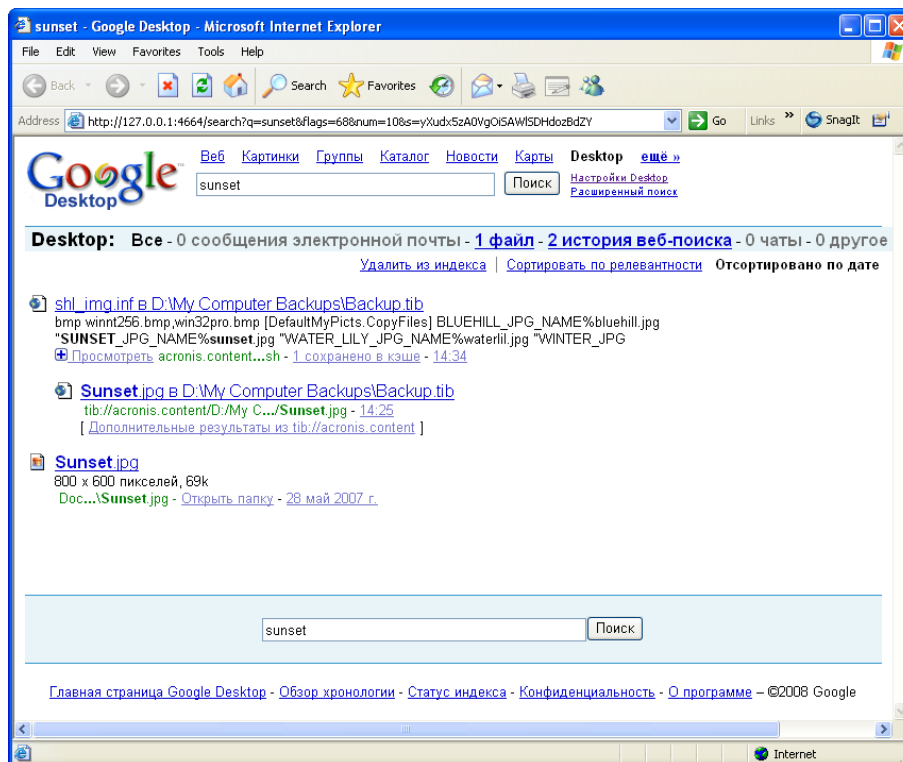 sunset - Google Desktop - Microsoft Internet Explorer
File Edit View Favorites Tools Help
Back Search Favorites
Address http://127.0.0.1:4664/search?q=sunset&flags=68&num=10&s=yXudx5zA0VgOiSAWlSDHdozBdZY Go Links » SnagIt
Google Desktop ™
Веб Картинки Группы Каталог Новости Карты Desktop ещё »
sunset Поиск Настройки Desktop
Расширенный поиск
Desktop: Все - 0 сообщения электронной почты - 1 файл - 2 история веб-поиска - 0 чаты - 0 другое
Удалить из индекса | Сортировать по релевантности Отсортировано по дате
shl_img.inf в D:\My Computer Backups\Backup.tib
bmp winnt256.bmp,win32pro.bmp [DefaultMyPicts.CopyFiles] BLUEHILL_JPG_NAME%bluehill.jpg
"SUNSET_JPG_NAME%sunset.jpg "WATER_LILY_JPG_NAME%waterlil.jpg "WINTER_JPG
Просмотреть acronis.content...sh - 1 сохранено в кэше - 14:34
Sunset.jpg в D:\My Computer Backups\Backup.tib
tib://acronis.content/D:/My C.../Sunset.jpg - 14:25
[ Дополнительные результаты из tib://acronis.content ]
Sunset.jpg
800 x 600 пикселей, 69k
Doc...\Sunset.jpg - Открыть папку - 28 май 2007 г.
sunset Поиск
Главная страница Google Desktop - Обзор хронологии - Статус индекса - Конфиденциальность - О программе – ©2008 Google
Internet